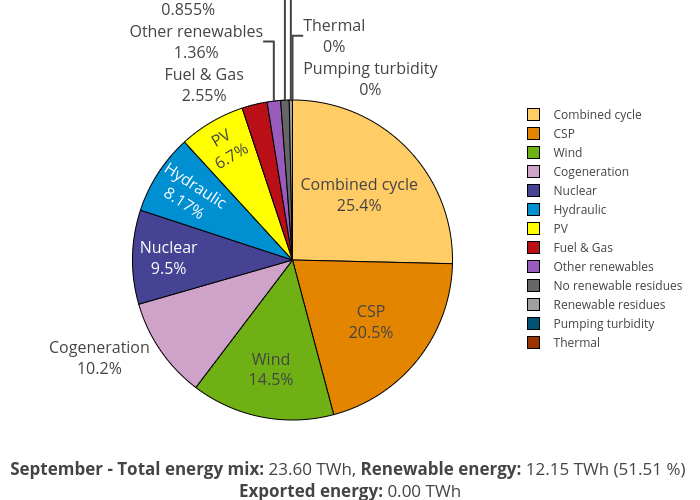 0.855%
Other renewables
1.36%
Fuel & Gas
2.55%
Thermal
0%
Pumping turbidity
0%
PV
6.7%
Hydraulic
8.17%
Nuclear
9.5%
Cogeneration
10.2%
Wind
14.5%
CSP
20.5%
Combined cycle
25.4%
Combined cycle
CSP
Wind
Cogeneration
Nuclear
Hydraulic
PV
Fuel & Gas
Other renewables
No renewable residues
Renewable residues
Pumping turbidity
Thermal
September - Total energy mix: 23.60 TWh, Renewable energy: 12.15 TWh (51.51 %)
Exported energy: 0.00 TWh